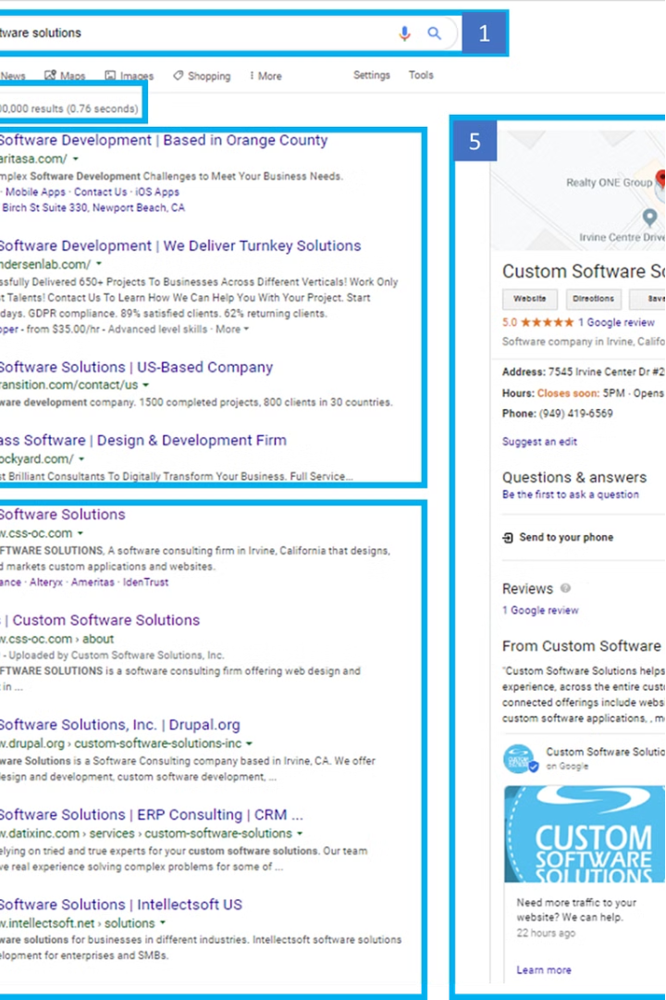 tware solutions
1
News Maps Images Shopping More Settings Tools
00,000 results (0.76 seconds)
Software Development | Based in Orange County
aritasa.com/
mplex Software Development Challenges to Meet Your Business Needs.
· Mobile Apps · Contact Us · iOS Apps
Birch St Suite 330, Newport Beach, CA
Software Development | We Deliver Turnkey Solutions
ndersenlab.com/
ssfully Delivered 650+ Projects To Businesses Across Different Verticals! Work Only
st Talents! Contact Us To Learn How We Can Help You With Your Project. Start
days. GDPR compliance. 89% satisfied clients. 62% returning clients.
oper - from $35.00/hr - Advanced level skills · More
Software Solutions | US-Based Company
ransition.com/contact/us
ware development company. 1500 completed projects, 800 clients in 30 countries.
ass Software | Design & Development Firm
ockyard.com/
st Brilliant Consultants To Digitally Transform Your Business. Full Service...
Software Solutions
w.css-oc.com
FTWARE SOLUTIONS, A software consulting firm in Irvine, California that designs,
d markets custom applications and websites.
ance · Alteryx · Ameritas · IdenTrust
| Custom Software Solutions
w.css-oc.com › about
- Uploaded by Custom Software Solutions, Inc.
FTWARE SOLUTIONS is a software consulting firm offering web design and
t in ...
Software Solutions, Inc. | Drupal.org
w.drupal.org › custom-software-solutions-inc
ware Solutions is a Software Consulting company based in Irvine, CA. We offer
design and development, custom software development, ...
Software Solutions | ERP Consulting | CRM ...
w.datixinc.com › services › custom-software-solutions
elying on tried and true experts for your custom software solutions. Our team
ve real experience solving complex problems for some of ...
Software Solutions | Intellectsoft US
w.intellectsoft.net › solutions
ware solutions for businesses in different industries. Intellectsoft software solutions
elopment for enterprises and SMBs.
5
Realty ONE Group
Irvine Centre Drive
Custom Software So
Website Directions Save
5.0 ★★★★★ 1 Google review
Software company in Irvine, Califo
Address: 7545 Irvine Center Dr #2
Hours: Closes soon: 5PM · Opens
Phone: (949) 419-6569
Suggest an edit
Questions & answers
Be the first to ask a question
Send to your phone
Reviews
1 Google review
From Custom Software
"Custom Software Solutions helps
experience, across the entire custo
connected offerings include webs
custom software applications, , m
Custom Software Solutio
on Google
CUSTOM
SOFTWARE
SOLUTIONS
Need more traffic to your
website? We can help.
22 hours ago
Learn more